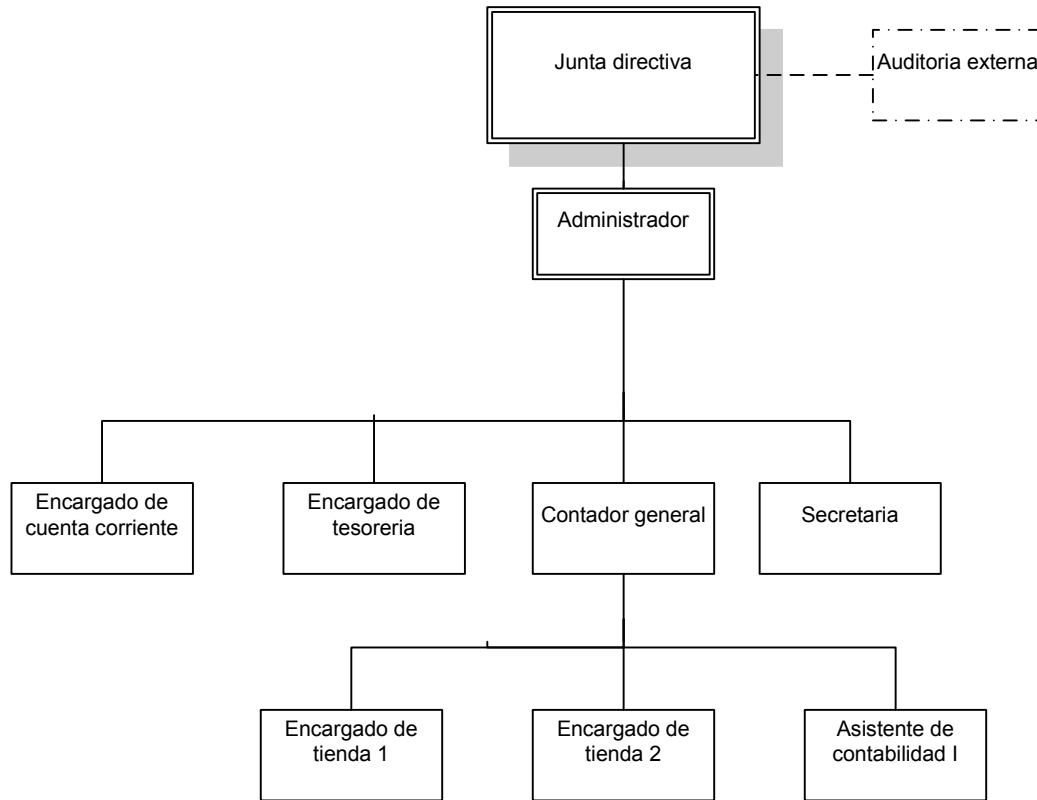 Junta directiva
Auditoria externa
Administrador
Encargado de
cuenta corriente
Encargado de
tesoreria
Contador general
Secretaria
Encargado de
tienda 1
Encargado de
tienda 2
Asistente de
contabilidad I